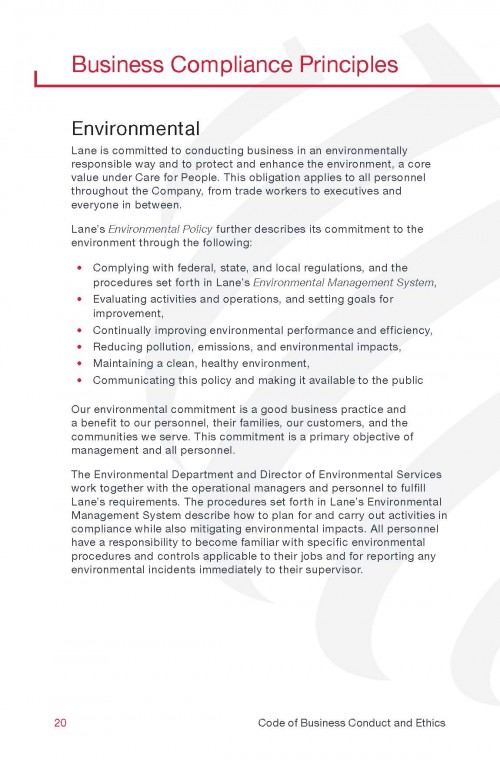 Business Compliance Principles
Environmental
Lane is committed to conducting business in an environmentally
responsible way and to protect and enhance the environment, a core
value under Care for People. This obligation applies to all personnel
throughout the Company, from trade workers to executives and
everyone in between.
Lane's Environmental Policy further describes its commitment to the
environment through the following:
• Complying with federal, state, and local regulations, and the
procedures set forth in Lane's Environmental Management System,
• Evaluating activities and operations, and setting goals for
improvement,
• Continually improving environmental performance and efficiency,
• Reducing pollution, emissions, and environmental impacts,
• Maintaining a clean, healthy environment,
• Communicating this policy and making it available to the public
Our environmental commitment is a good business practice and
a benefit to our personnel, their families, our customers, and the
communities we serve. This commitment is a primary objective of
management and all personnel.
The Environmental Department and Director of Environmental Services
work together with the operational managers and personnel to fulfill
Lane's requirements. The procedures set forth in Lane's Environmental
Management System describe how to plan for and carry out activities in
compliance while also mitigating environmental impacts. All personnel
have a responsibility to become familiar with specific environmental
procedures and controls applicable to their jobs and for reporting any
environmental incidents immediately to their supervisor.
20
Code of Business Conduct and Ethics